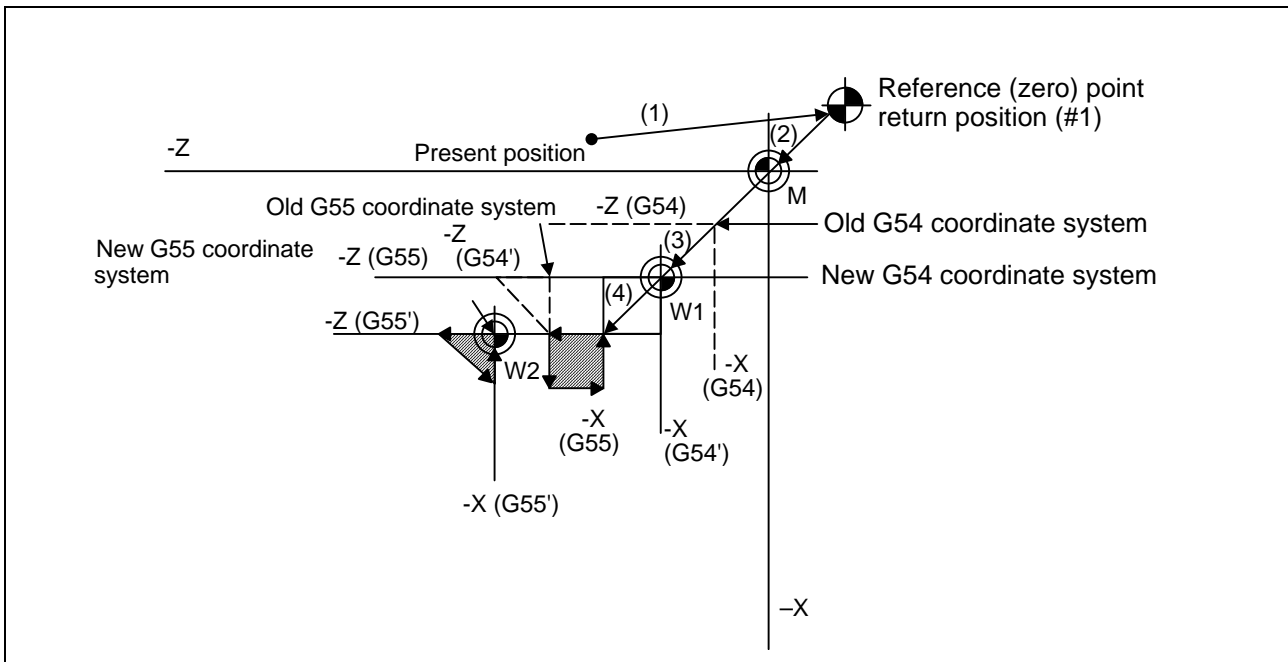 Reference (zero) point
return position (#1)
(1)
(2)
-Z
Present position
M
Old G55 coordinate system
-Z (G54)
Old G54 coordinate system
New G55 coordinate
system
-Z
(G54')
-Z (G55)
(3)
New G54 coordinate system
(4)
W1
-Z (G55')
W2
-X
(G54)
-X
(G55)
-X
(G54')
-X (G55')
–X